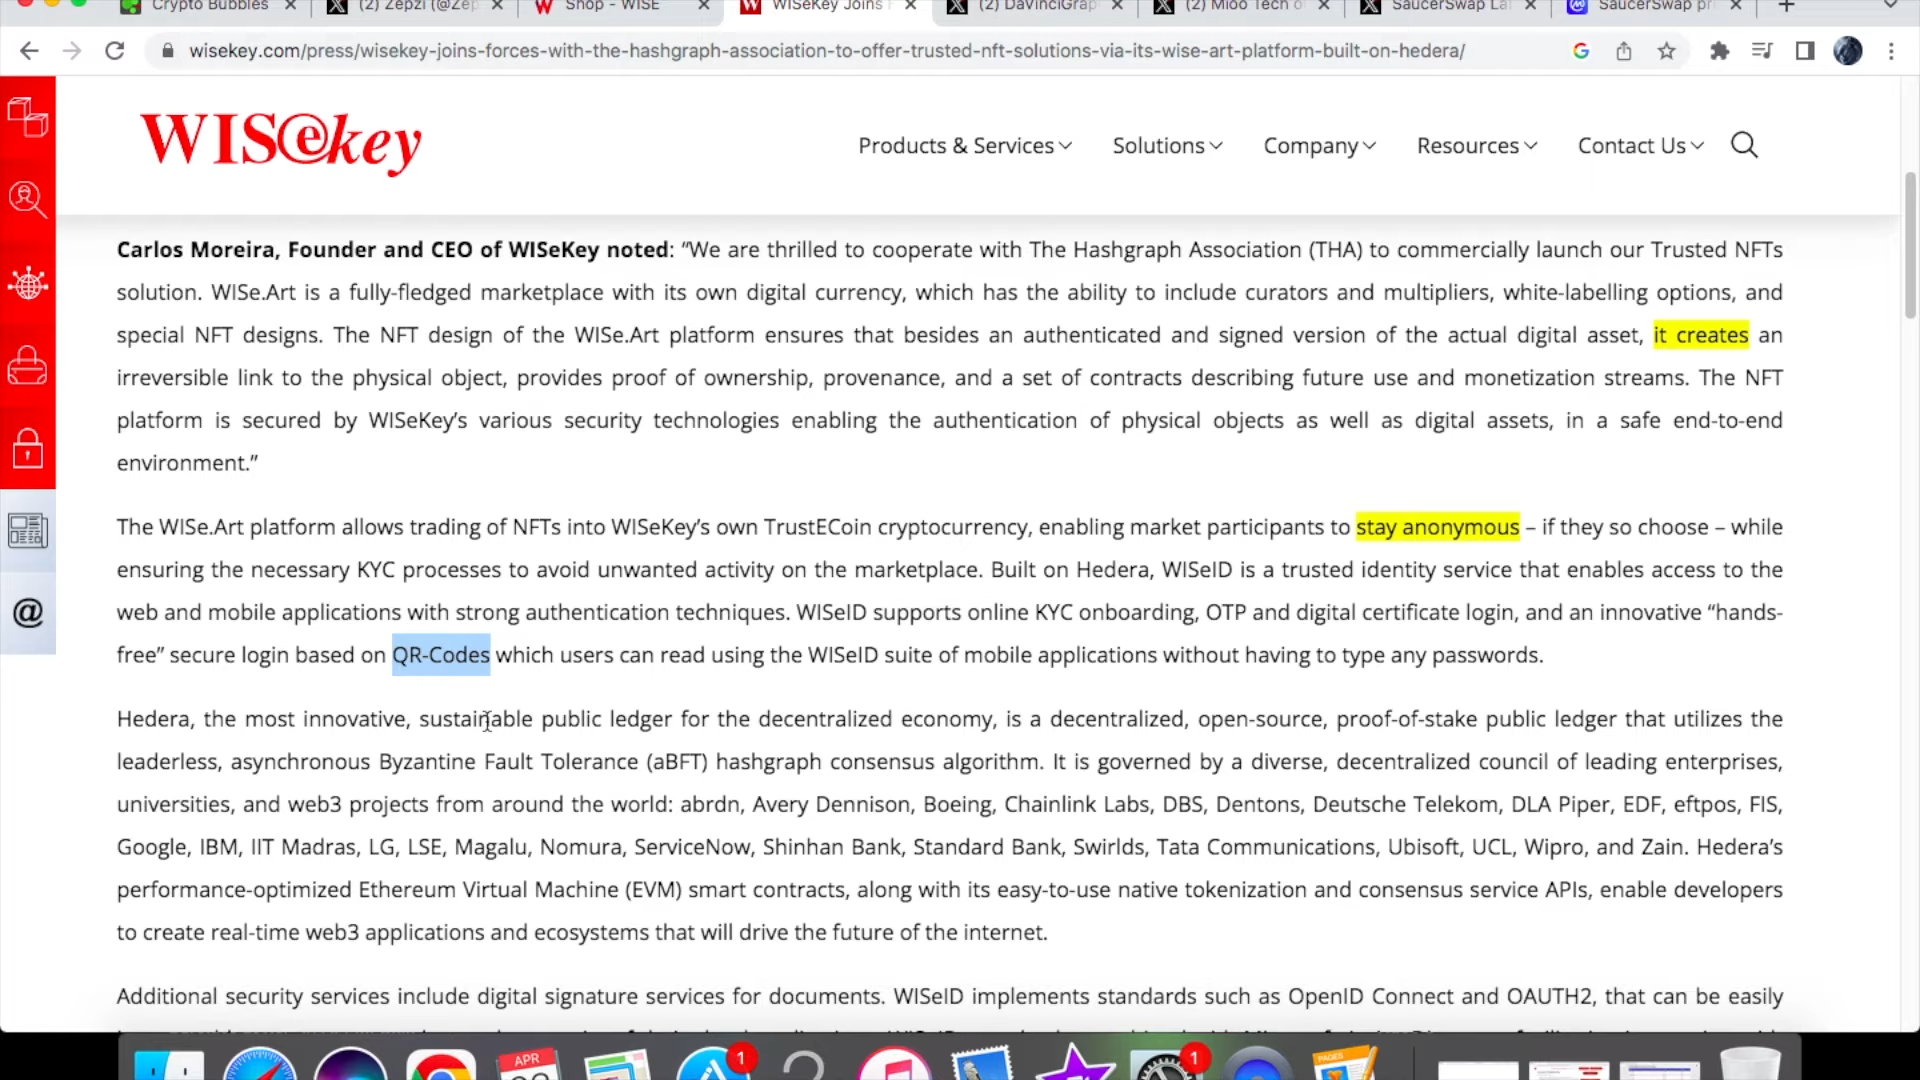 Crypto Bubbles
(2) Zepzi (@Zep
Shop - WISE
WISeKey Joins F
(2) DaVinciGrap
(2) Mioo Tech o
SaucerSwap La
SaucerSwap pr
wisekey.com/press/wisekey-joins-forces-with-the-hashgraph-association-to-offer-trusted-nft-solutions-via-its-wise-art-platform-built-on-hedera/
WISekey
Products & Services
Solutions
Company
Resources
Contact Us
Carlos Moreira, Founder and CEO of WISeKey noted: “We are thrilled to cooperate with The Hashgraph Association (THA) to commercially launch our Trusted NFTs
solution. WISe.Art is a fully-fledged marketplace with its own digital currency, which has the ability to include curators and multipliers, white-labelling options, and
special NFT designs. The NFT design of the WISe.Art platform ensures that besides an authenticated and signed version of the actual digital asset, it creates an
irreversible link to the physical object, provides proof of ownership, provenance, and a set of contracts describing future use and monetization streams. The NFT
platform is secured by WISeKey’s various security technologies enabling the authentication of physical objects as well as digital assets, in a safe end-to-end
environment.”
The WISe.Art platform allows trading of NFTs into WISeKey’s own TrustECoin cryptocurrency, enabling market participants to stay anonymous – if they so choose – while
ensuring the necessary KYC processes to avoid unwanted activity on the marketplace. Built on Hedera, WISeID is a trusted identity service that enables access to the
web and mobile applications with strong authentication techniques. WISeID supports online KYC onboarding, OTP and digital certificate login, and an innovative “hands-
free” secure login based on QR-Codes which users can read using the WISeID suite of mobile applications without having to type any passwords.
Hedera, the most innovative, sustainable public ledger for the decentralized economy, is a decentralized, open-source, proof-of-stake public ledger that utilizes the
leaderless, asynchronous Byzantine Fault Tolerance (aBFT) hashgraph consensus algorithm. It is governed by a diverse, decentralized council of leading enterprises,
universities, and web3 projects from around the world: abrdn, Avery Dennison, Boeing, Chainlink Labs, DBS, Dentons, Deutsche Telekom, DLA Piper, EDF, eftpos, FIS,
Google, IBM, IIT Madras, LG, LSE, Magalu, Nomura, ServiceNow, Shinhan Bank, Standard Bank, Swirlds, Tata Communications, Ubisoft, UCL, Wipro, and Zain. Hedera’s
performance-optimized Ethereum Virtual Machine (EVM) smart contracts, along with its easy-to-use native tokenization and consensus service APIs, enable developers
to create real-time web3 applications and ecosystems that will drive the future of the internet.
Additional security services include digital signature services for documents. WISeID implements standards such as OpenID Connect and OAUTH2, that can be easily
APR
1
1
PAGES